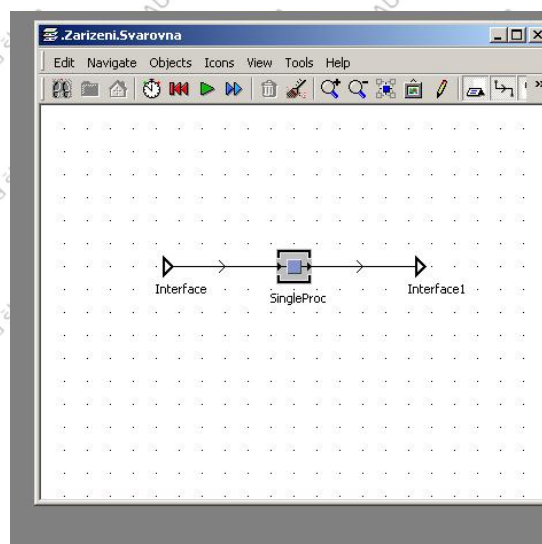 .Zarizeni.Svarovna
Edit Navigate Objects Icons View Tools Help
Interface
SingleProc
Interface1